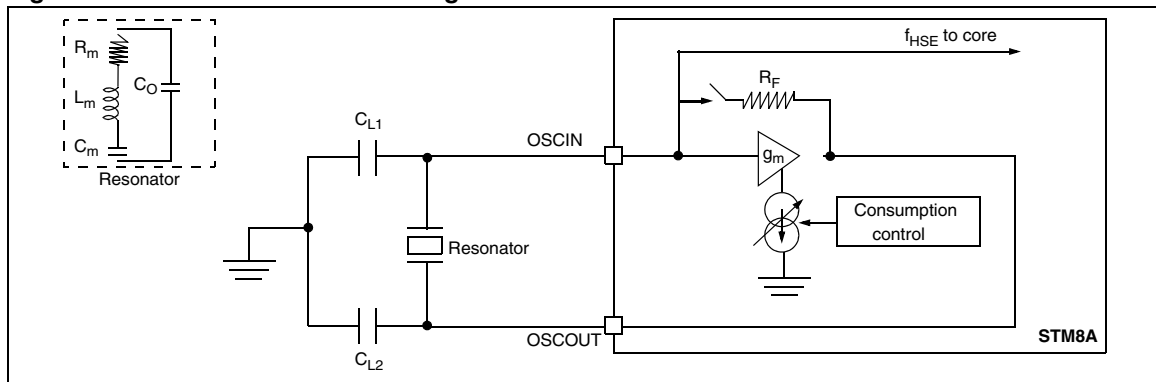 Rm
Lm
CO
Cm
Resonator
CL1
CL2
Resonator
OSCIN
OSCOUT
fHSE to core
RF
gm
Consumption
control
STM8A